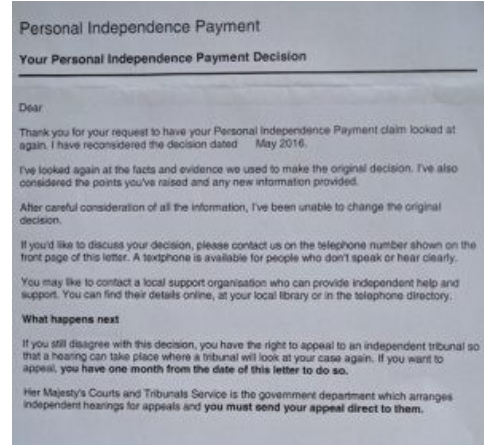 Personal Independence Payment
Your Personal Independence Payment Decision
Dear
Thank you for your request to have your Personal Independence Payment claim looked at
again. I have reconsidered the decision dated May 2016.
I've looked again at the facts and evidence we used to make the original decision. I've also
considered the points you've raised and any new information provided.
After careful consideration of all the information, I've been unable to change the original
decision.
If you'd like to discuss your decision, please contact us on the telephone number shown on the
front page of this letter. A textphone is available for people who don't speak or hear clearly.
You may like to contact a local support organisation who can provide independent help and
support. You can find their details online, at your local library or in the telephone directory.
What happens next
If you still disagree with this decision, you have the right to appeal to an independent tribunal so
that a hearing can take place where a tribunal will look at your case again. If you want to
appeal, you have one month from the date of this letter to do so.
Her Majesty's Courts and Tribunals Service is the government department which arranges
independent hearings for appeals and you must send your appeal direct to them.